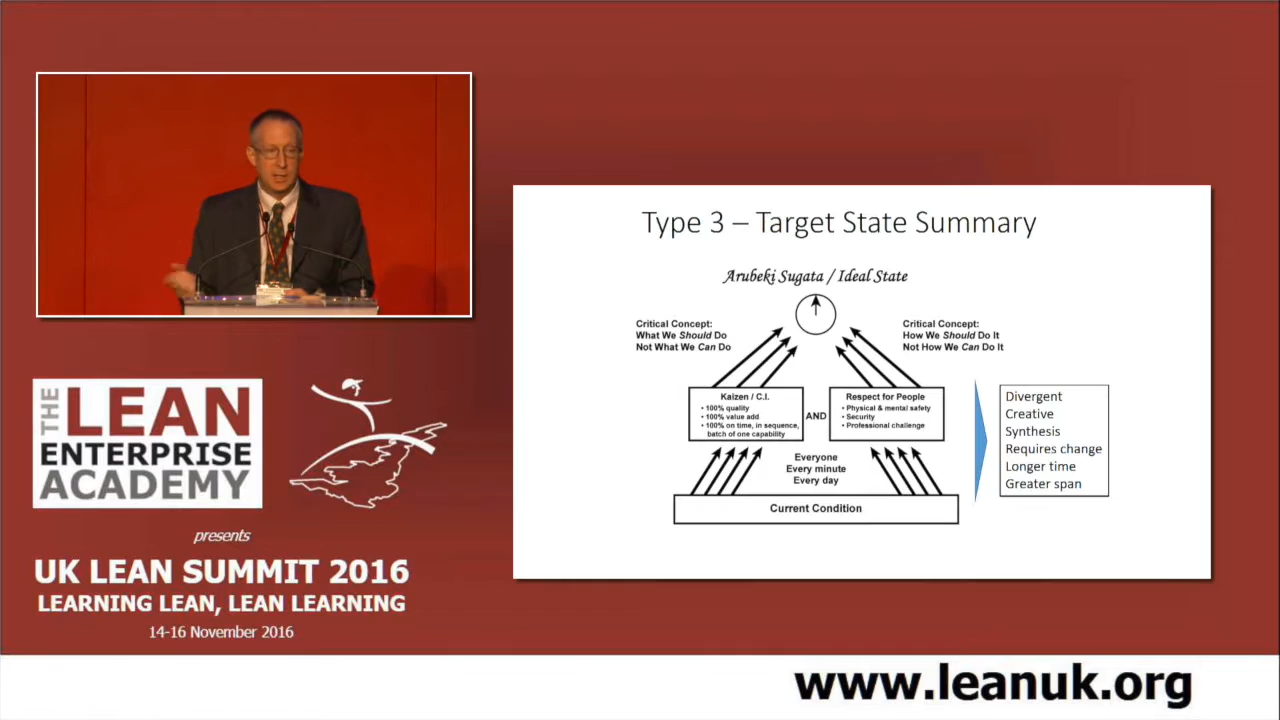 THE LEAN
ENTERPRISE
ACADEMY
presents
UK LEAN SUMMIT 2016
LEARNING LEAN, LEAN LEARNING
14-16 November 2016
Type 3 – Target State Summary
Arubeki Sugata / Ideal State
Critical Concept:
What We Should Do
Not What We Can Do
Critical Concept:
How We Should Do It
Not How We Can Do It
Kaizen / C.I.
• 100% quality
• 100% value add
• 100% on time, in sequence,
batch of one capability
AND
Respect for People
• Physical & mental safety
• Security
• Professional challenge
Everyone
Every minute
Every day
Current Condition
Divergent
Creative
Synthesis
Requires change
Longer time
Greater span
www.leanuk.org